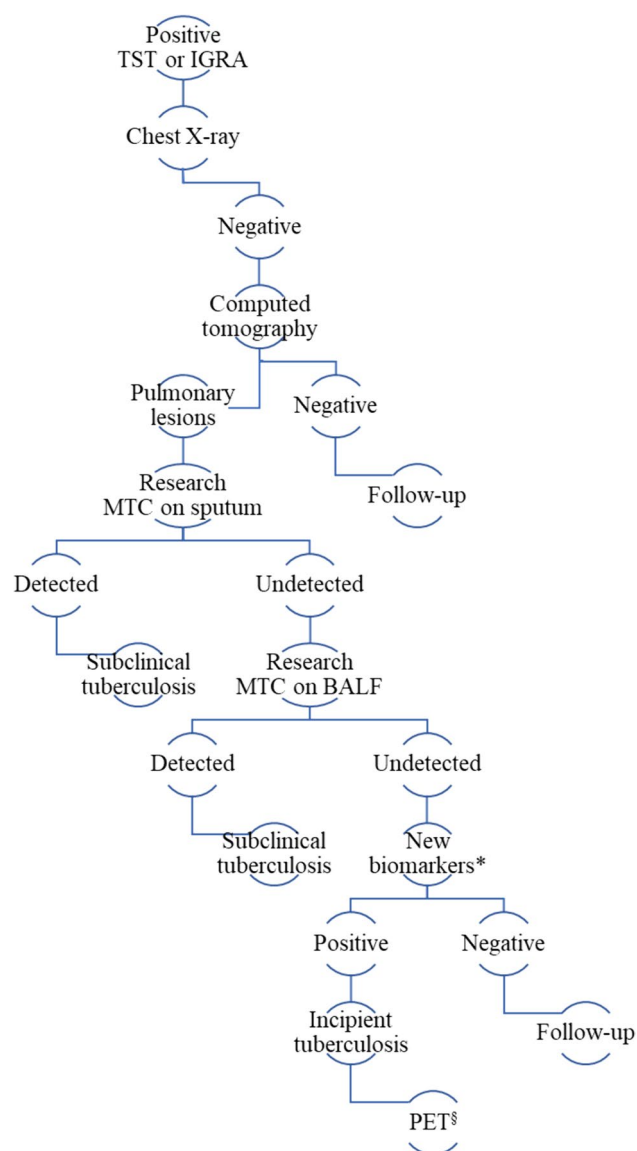 Positive
TST or IGRA
Chest X-ray
Negative
Computed
tomography
Pulmonary
lesions
Negative
Research
MTC on sputum
Follow-up
Detected
Undetected
Subclinical
tuberculosis
Research
MTC on BALF
Detected
Undetected
Subclinical
tuberculosis
New
biomarkers*
Positive
Negative
Incipient
tuberculosis
Follow-up
PET§